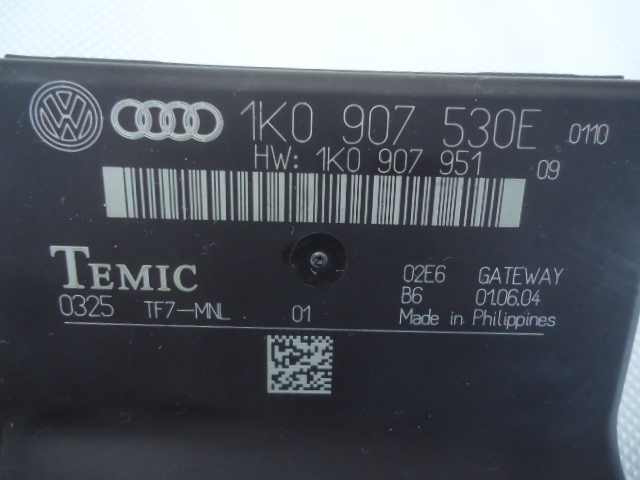 1K0 907 530E 0110
HW: 1K0 907 951 09
TEMIC
02E6 GATEWAY
B6 01.06.04
0325 TF7-MNL 01
Made in Philippines